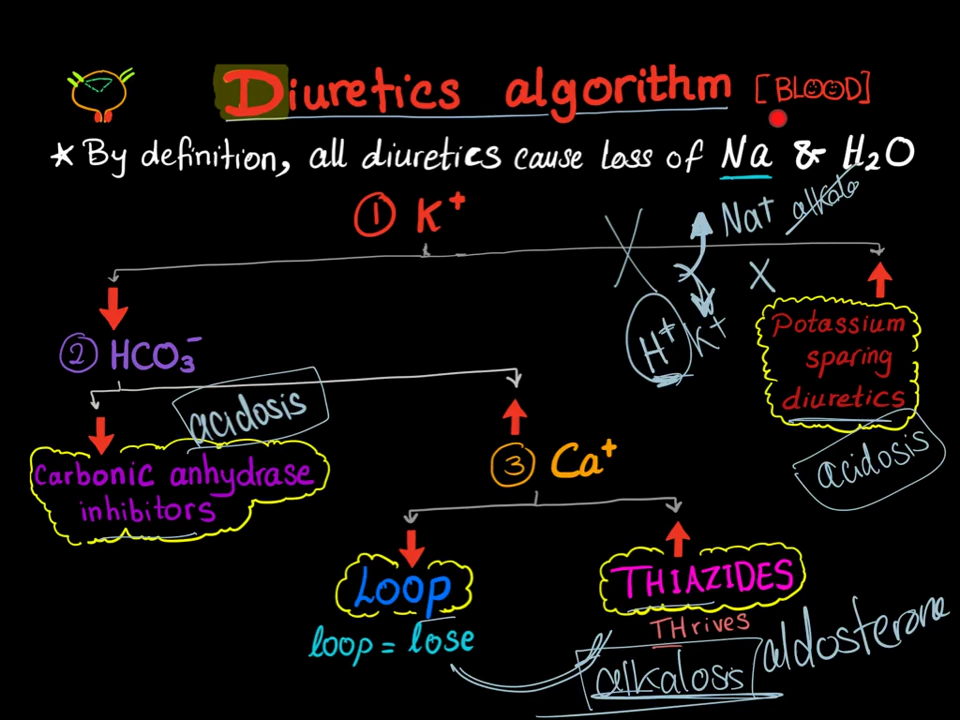 Diuretics algorithm [BLOOD]
* By definition, all diuretics cause loss of Na & H₂O
① K⁺
Na⁺
X
X
H⁺ K⁺
Potassium
sparing
diuretics
acidosis
② HCO₃⁻
acidosis
Carbonic anhydrase
inhibitors
③ Ca⁺
LOOP
loop = lose
THIAZIDES
THrives
alkalosis
aldosterone